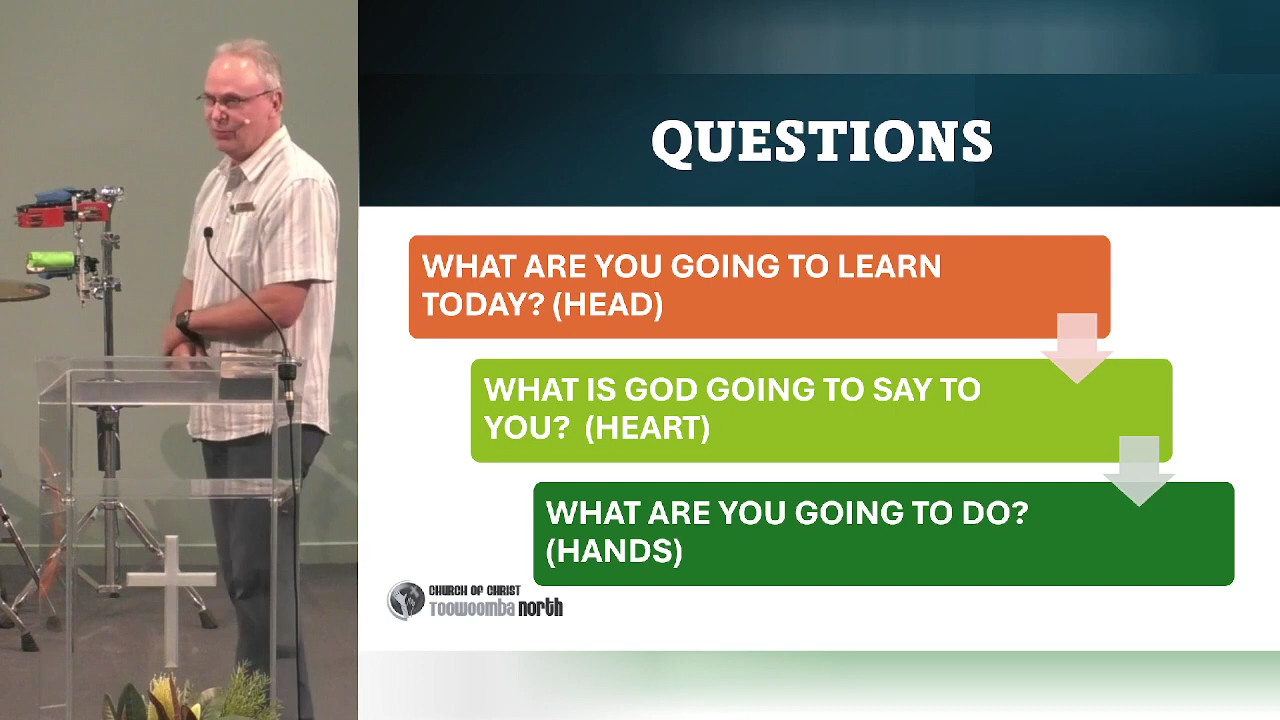 QUESTIONS
WHAT ARE YOU GOING TO LEARN
TODAY? (HEAD)
WHAT IS GOD GOING TO SAY TO
YOU? (HEART)
WHAT ARE YOU GOING TO DO?
(HANDS)
CHURCH OF CHRIST
TOOWOOMBA NORTH